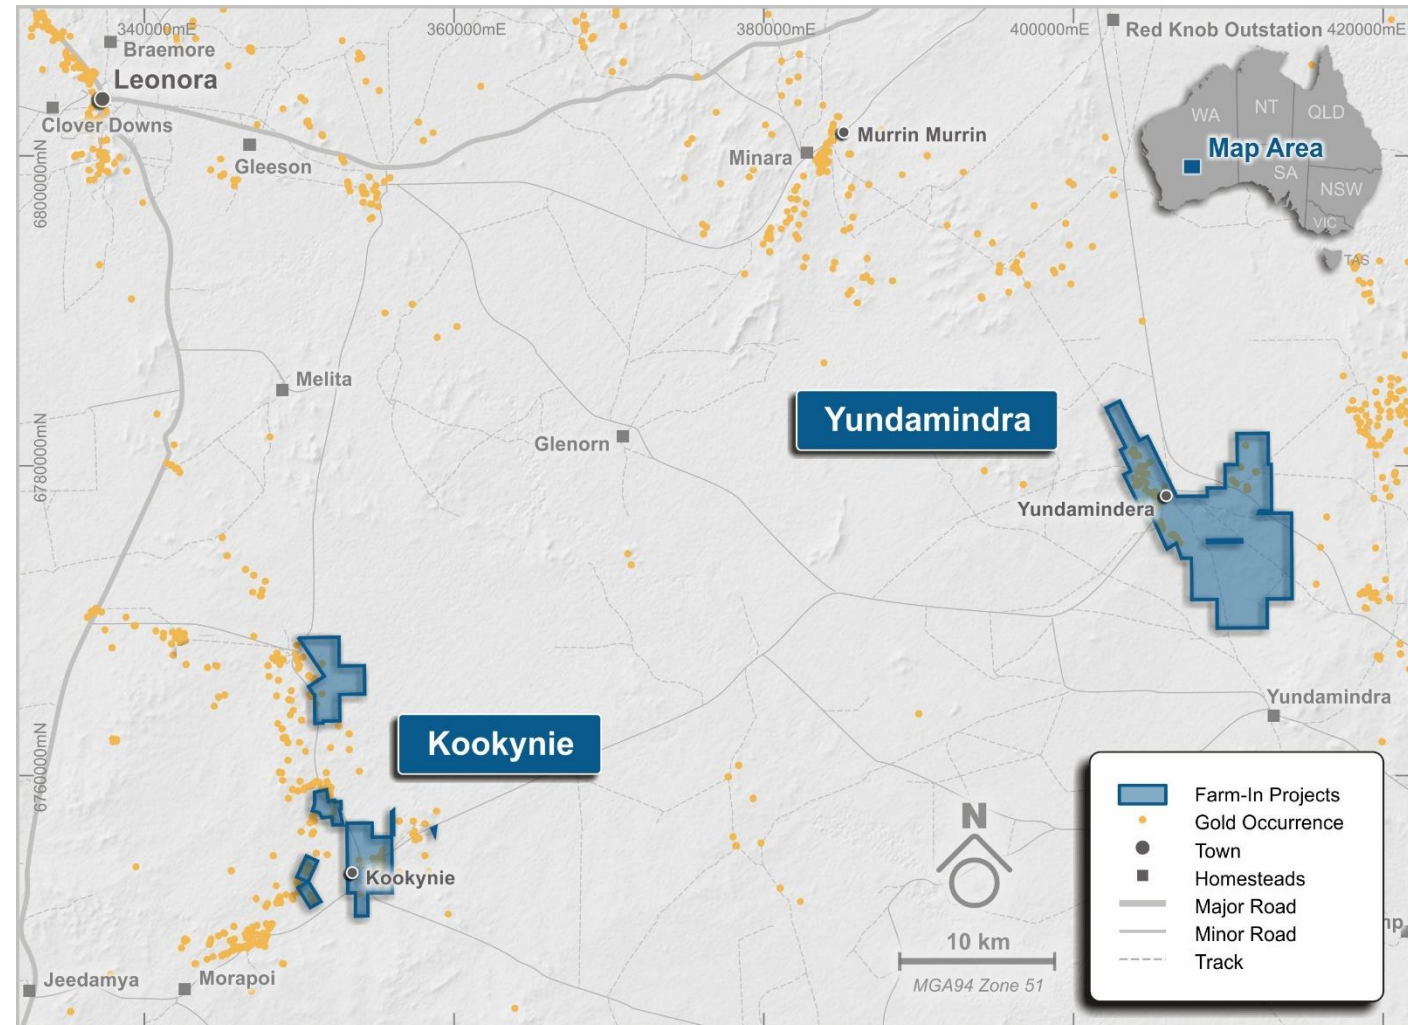 340000mE
360000mE
380000mE
400000mE
420000mE
Red Knob Outstation
Braemore
Leonora
Clover Downs
Gleeson
Minara
Murrin Murrin
WA
NT
QLD
Map Area
SA
NSW
VIC
TAS
6800000mN
Melita
Glenorn
Yundamindra
6780000mN
Yundamindera
Kookynie
Yundamindra
6760000mN
Kookynie
Jeedamya
Morapoi
N
10 km
MGA94 Zone 51
Farm-In Projects
Gold Occurrence
Town
Homesteads
Major Road
Minor Road
Track